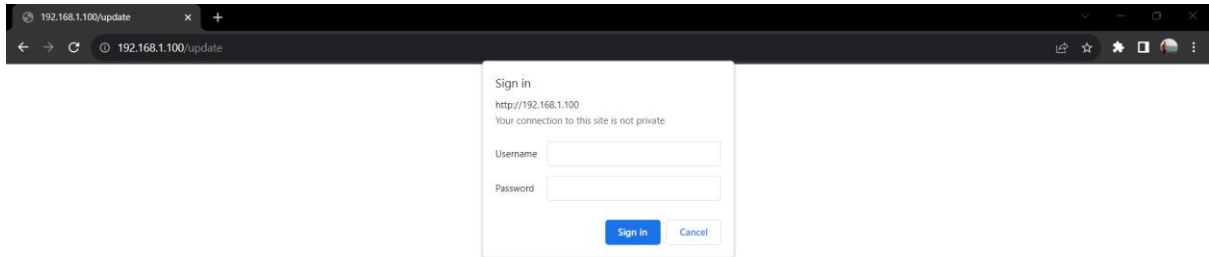 192.168.1.100/update
192.168.1.100/update
Sign in
http://192.168.1.100
Your connection to this site is not private
Username
Password
Sign in Cancel